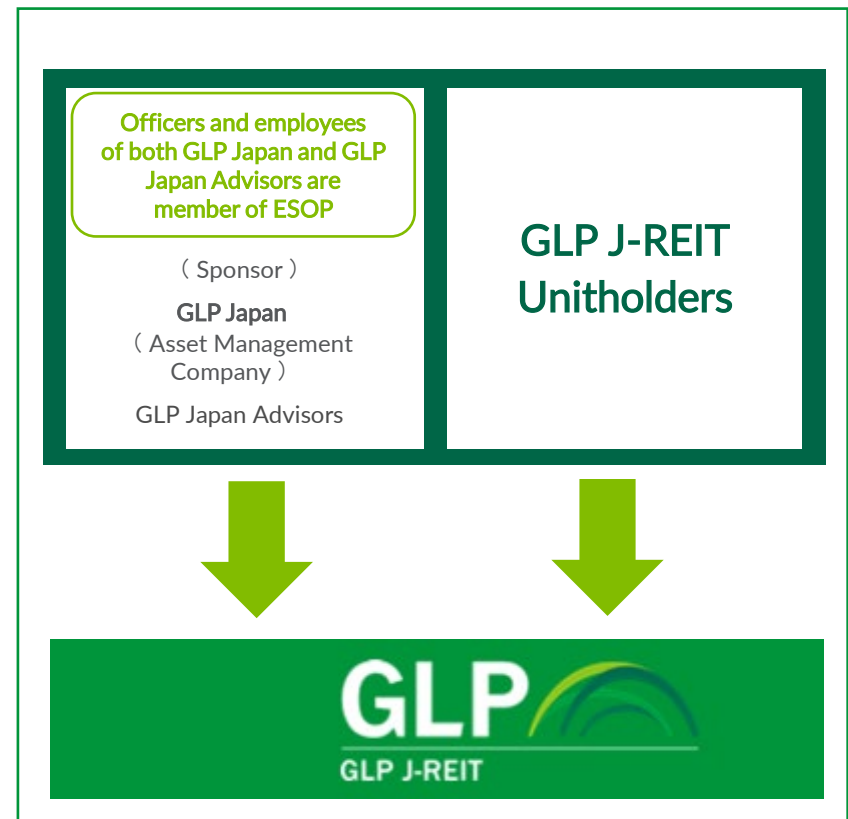 Officers and employees
of both GLP Japan and GLP
Japan Advisors are
member of ESOP
（ Sponsor ）
GLP Japan
（ Asset Management
Company ）
GLP Japan Advisors
GLP J-REIT
Unitholders
GLP
GLP J-REIT